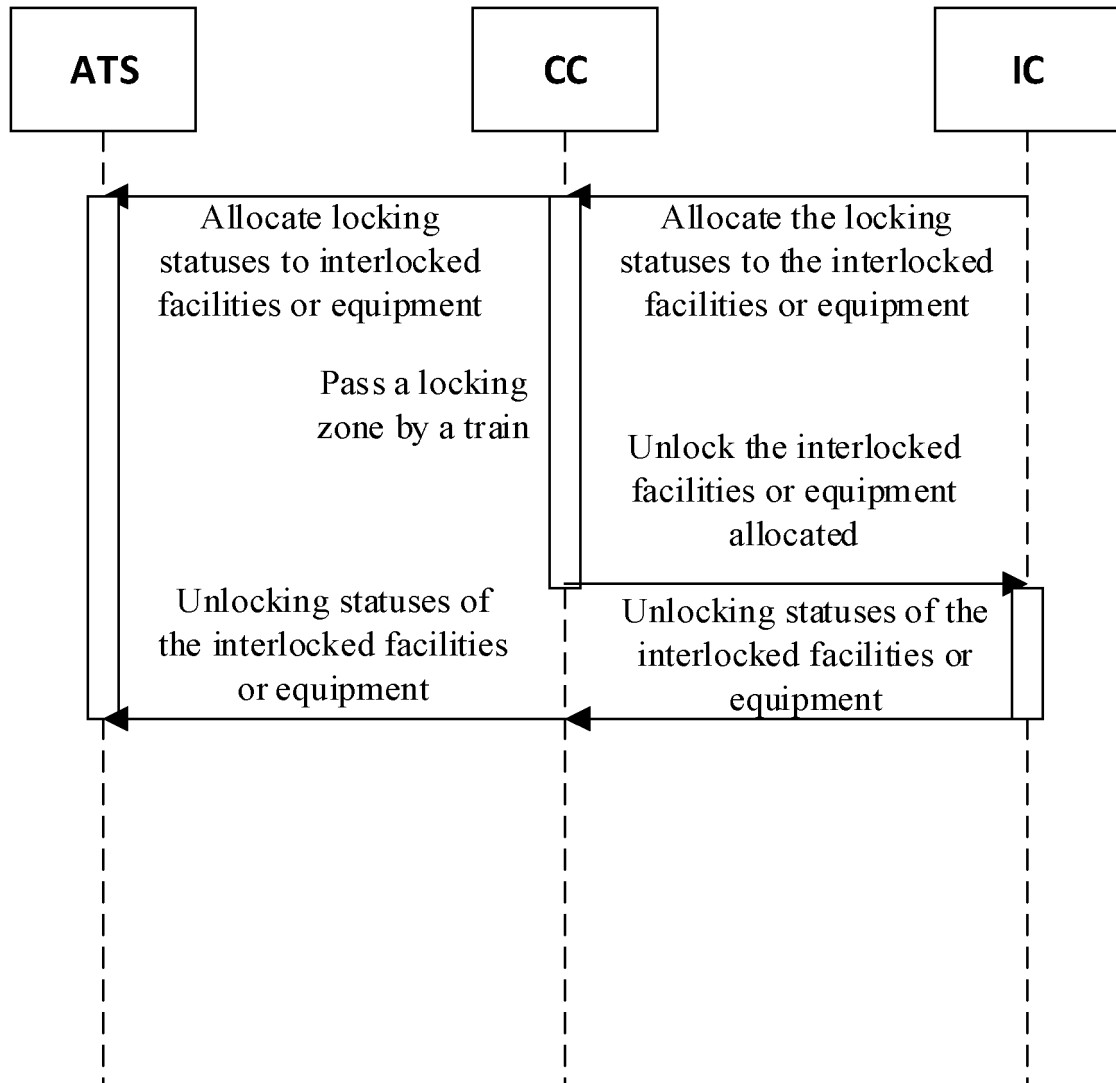 ATS
CC
IC
Allocate locking
statuses to interlocked
facilities or equipment
Allocate the locking
statuses to the interlocked
facilities or equipment
Pass a locking
zone by a train
Unlock the interlocked
facilities or equipment
allocated
Unlocking statuses of
the interlocked facilities
or equipment
Unlocking statuses of the
interlocked facilities or
equipment